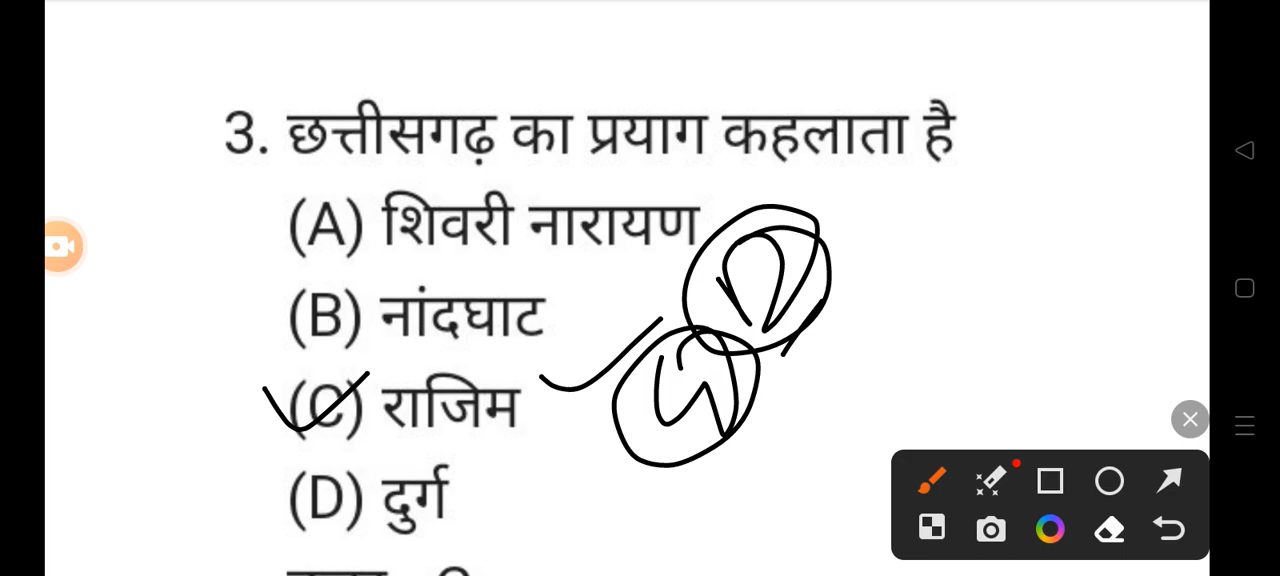 3. छत्तीसगढ़ का प्रयाग कहलाता है
(A) शिवरी नारायण
(B) नांदघाट
(C) राजिम
(D) दुर्ग